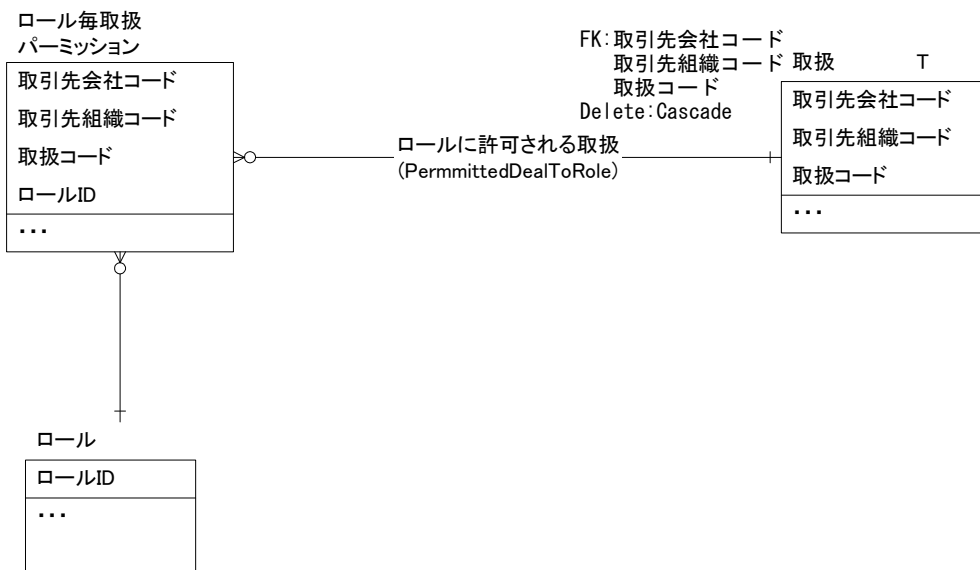 ロール毎取扱
パーミッション
取引先会社コード
取引先組織コード
取扱コード
ロールID
・・・
FK:取引先会社コード
取引先組織コード
取扱コード
Delete:Cascade
ロールに許可される取扱
(PermmittedDealToRole)
取扱 T
取引先会社コード
取引先組織コード
取扱コード
・・・
ロール
ロールID
・・・